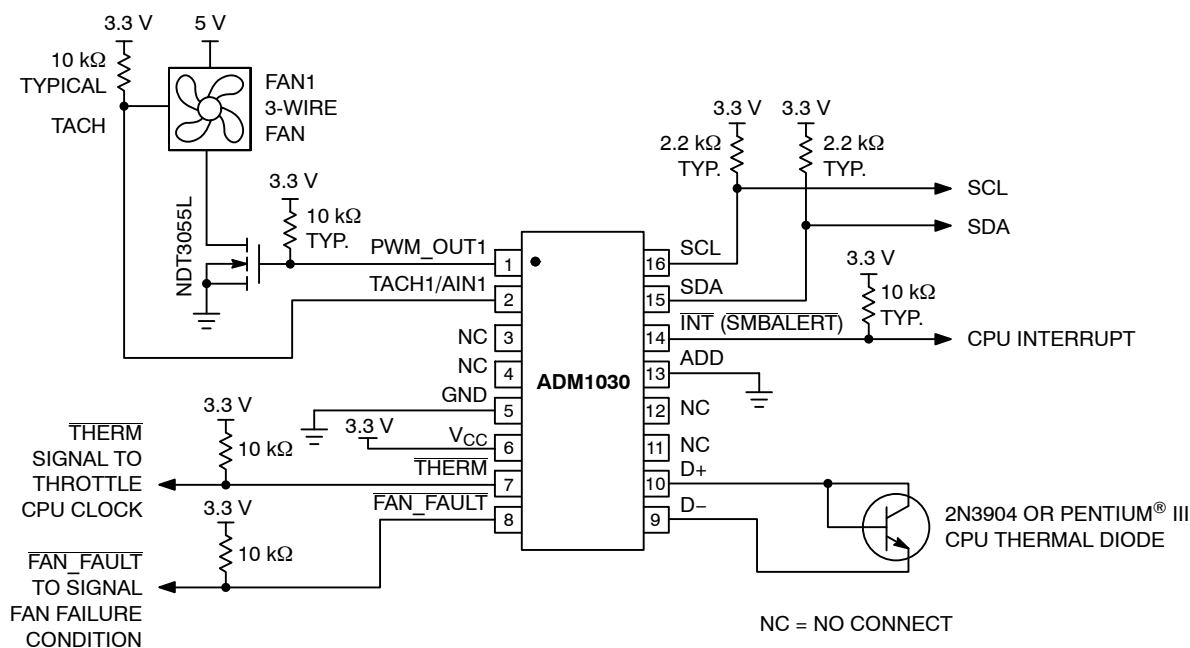 3.3 V
5 V
10 kΩ
TYPICAL
TACH
FAN1
3-WIRE
FAN
3.3 V
10 kΩ
TYP.
NDT3055L
PWM_OUT1
TACH1/AIN1
NC
NC
GND
3.3 V
VCC
THERM
FAN_FAULT
1
2
3
4
5
6
7
8
ADM1030
16
15
14
13
12
11
10
9
3.3 V
3.3 V
2.2 kΩ
TYP.
2.2 kΩ
TYP.
SCL
SDA
SCL
SDA
3.3 V
10 kΩ
TYP.
INT (SMBALERT)
CPU INTERRUPT
ADD
NC
NC
D+
D−
2N3904 OR PENTIUM® III
CPU THERMAL DIODE
3.3 V
10 kΩ
THERM
SIGNAL TO
THROTTLE
CPU CLOCK
3.3 V
10 kΩ
FAN_FAULT
TO SIGNAL
FAN FAILURE
CONDITION
NC = NO CONNECT